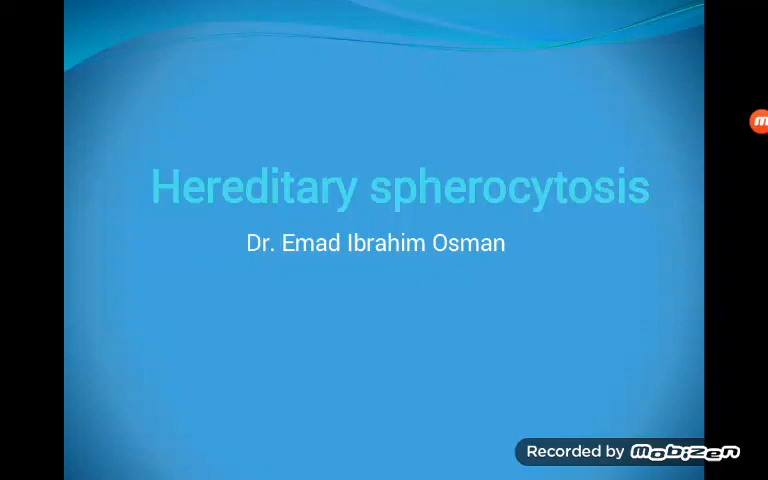 Hereditary spherocytosis
Dr. Emad Ibrahim Osman
Recorded by Mobizen